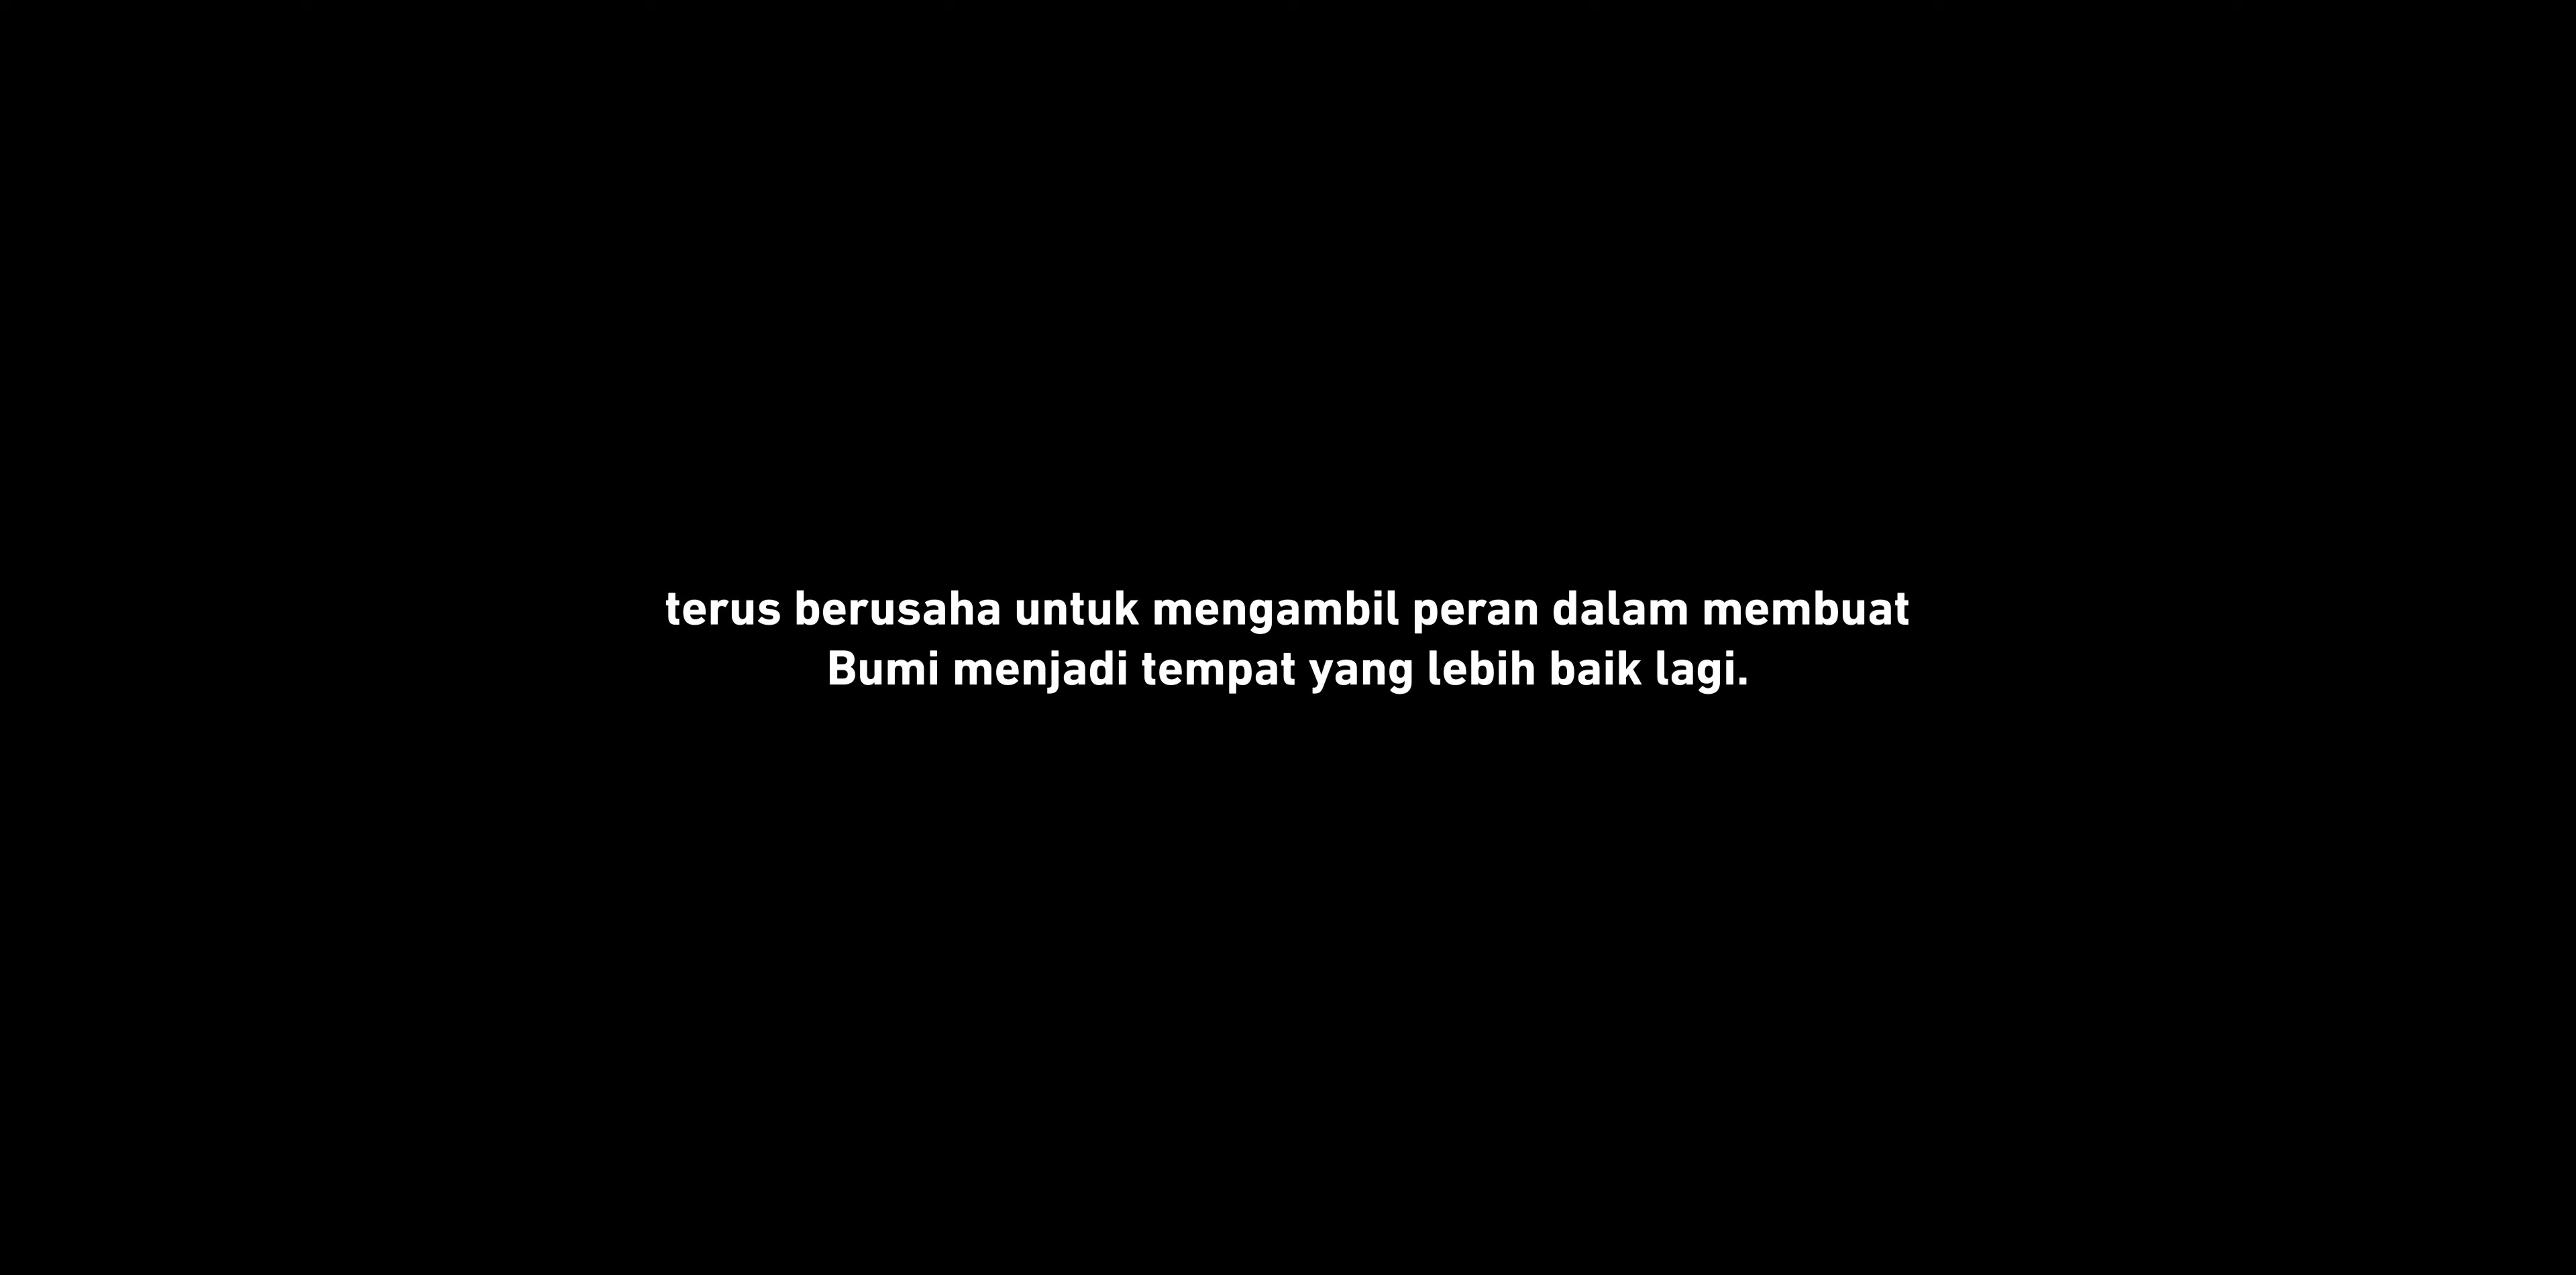 terus berusaha untuk mengambil peran dalam membuat
Bumi menjadi tempat yang lebih baik lagi.